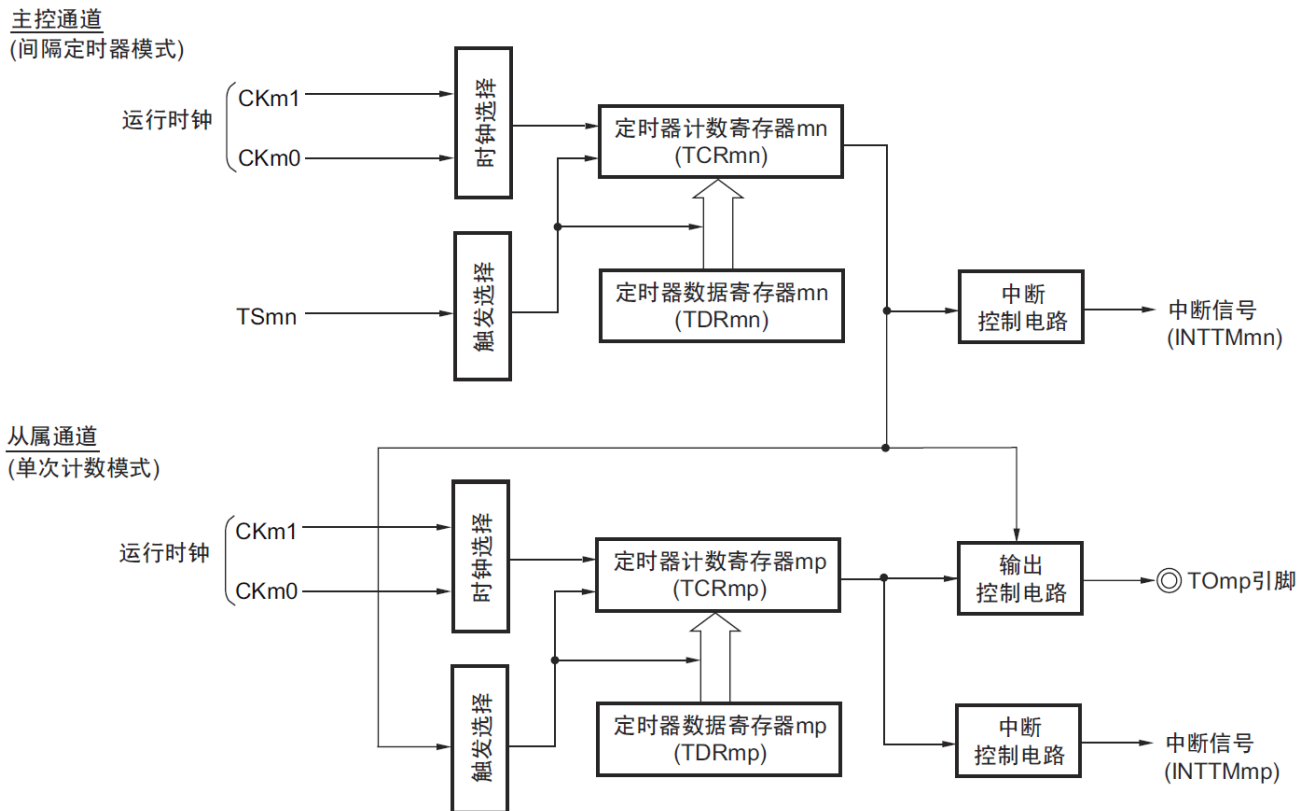 主控通道
(间隔定时器模式)
运行时钟
CKm1
CKm0
时钟选择
定时器计数寄存器mn
(TCRmn)
TSmn
触发选择
定时器数据寄存器mn
(TDRmn)
中断
控制电路
中断信号
(INTTMmn)
从属通道
(单次计数模式)
运行时钟
CKm1
CKm0
时钟选择
定时器计数寄存器mp
(TCRmp)
输出
控制电路
TOmp引脚
触发选择
定时器数据寄存器mp
(TDRmp)
中断
控制电路
中断信号
(INTTMmp)